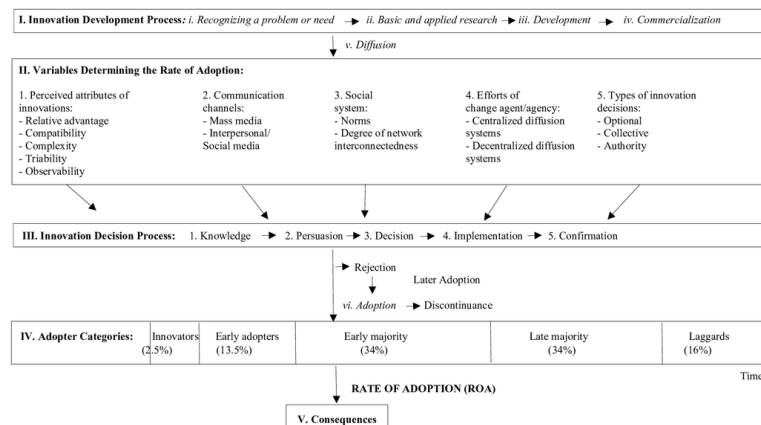 I. Innovation Development Process: i. Recognizing a problem or need ii. Basic and applied research iii. Development iv. Commercialization
v. Diffusion
II. Variables Determining the Rate of Adoption:
1. Perceived attributes of
innovations:
- Relative advantage
- Compatibility
- Complexity
- Triability
- Observability
2. Communication
channels:
- Mass media
- Interpersonal/
Social media
3. Social
system:
- Norms
- Degree of network
interconnectedness
4. Efforts of
change agent/agency:
- Centralized diffusion
systems
- Decentralized diffusion
systems
5. Types of innovation
decisions:
- Optional
- Collective
- Authority
III. Innovation Decision Process: 1. Knowledge 2. Persuasion 3. Decision 4. Implementation 5. Confirmation
Rejection
Later Adoption
vi. Adoption Discontinuance
IV. Adopter Categories: Innovators Early adopters Early majority Late majority Laggards
(2.5%) (13.5%) (34%) (34%) (16%)
Time
RATE OF ADOPTION (ROA)
V. Consequences